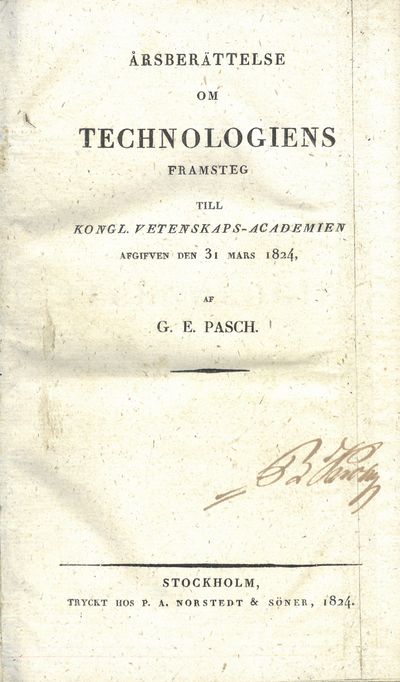 ÅRSBERÄTTELSE
OM
TECHNOLOGIENS
FRAMSTEG
TILL
KONGL. VETENSKAPS-ACADEMIEN
AFGIFVEN DEN 31 MARS 1824,
AF
G. E. PASCH.
STOCKHOLM,
TRYCKT HOS P. A. NORSTEDT & SÖNER, 1824.